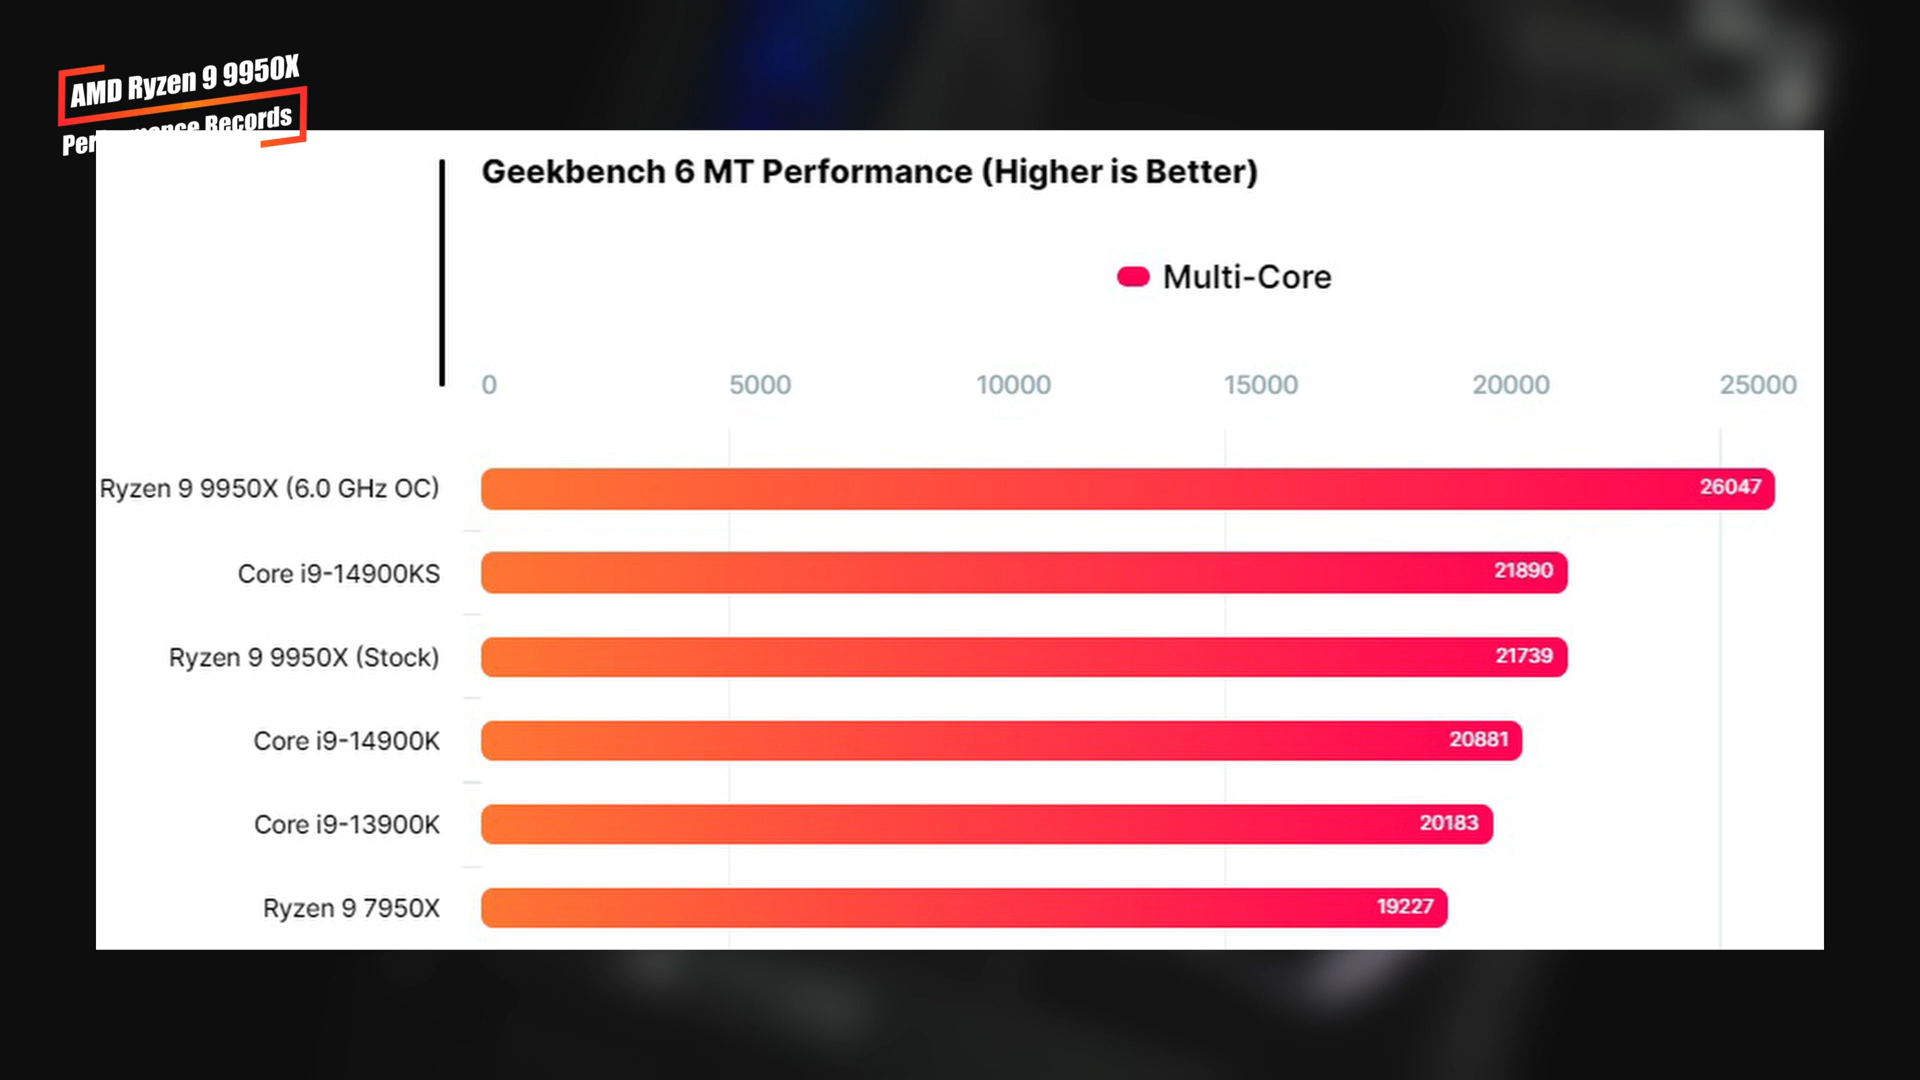 AMD Ryzen 9 9950X
Records
Geekbench 6 MT Performance (Higher is Better)
Multi-Core
0 5000 10000 15000 20000 25000
Ryzen 9 9950X (6.0 GHz OC) 26047
Core i9-14900KS 21890
Ryzen 9 9950X (Stock) 21739
Core i9-14900K 20881
Core i9-13900K 20183
Ryzen 9 7950X 19227